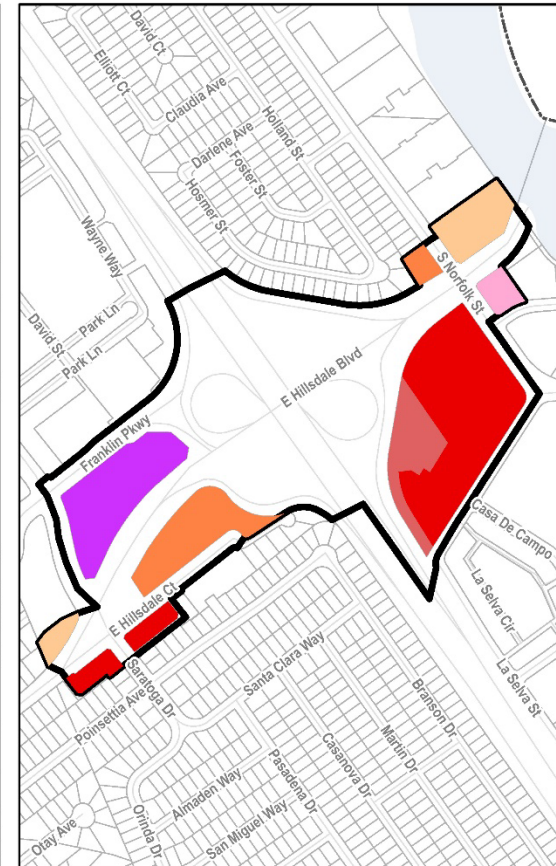 David Ct
Elliott Ct
Claudia Ave
Holland St
Darlene Ave
Foster St
Hosmer St
Wayne Way
S Norfolk St
Park Ln
David St
Park Ln
E Hillsdale Blvd
Franklin Pkwy
Casa De Campo
La Selva Cir
E Hillsdale Ct
La Selva St
Santa Clara Way
Saratoga Dr
Poinsettia Ave
Branson Dr
Martin Dr
Casanova Dr
Pasadena Dr
Almaden Way
Orinda Dr
San Miguel Way
Otay Ave